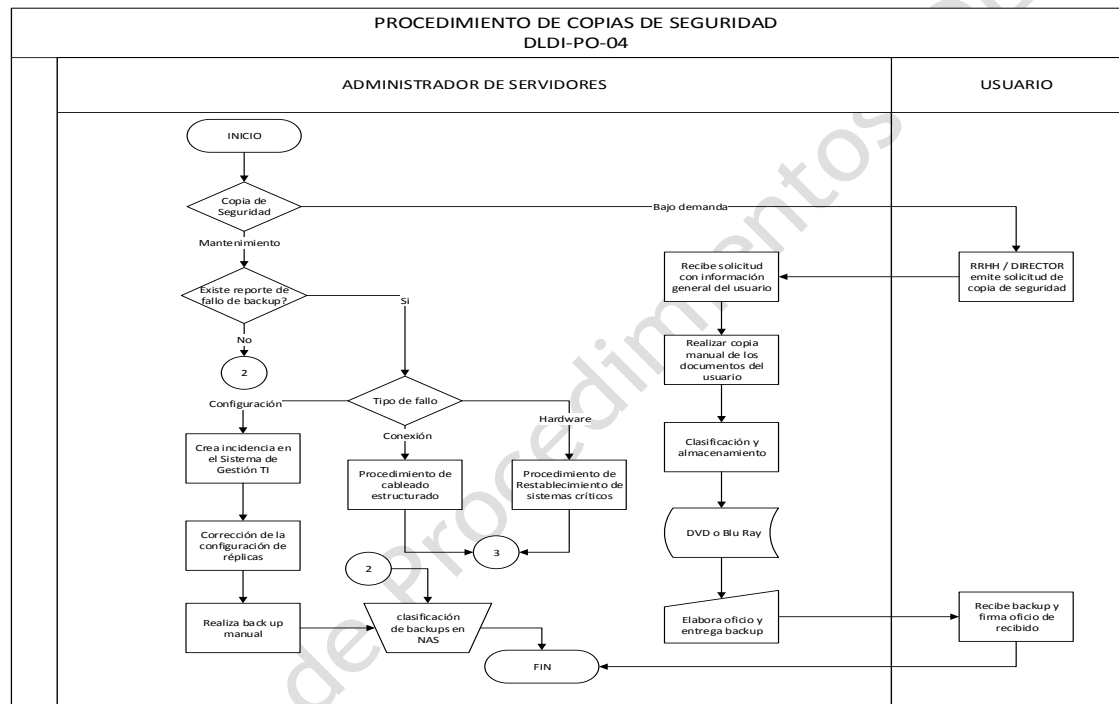 PROCEDIMIENTO DE COPIAS DE SEGURIDAD
DLDI-PO-04
ADMINISTRADOR DE SERVIDORES
USUARIO
INICIO
Copia de
Seguridad
Bajo demanda
Mantenimiento
Recibe solicitud
con información
general del usuario
RRHH / DIRECTOR
emite solicitud de
copia de seguridad
Existe reporte de
fallo de backup?
Si
No
2
Realizar copia
manual de los
documentos del
usuario
Tipo de fallo
Configuración
Conexión
Hardware
Crea incidencia en
el Sistema de
Gestión TI
Procedimiento de
cableado
estructurado
Procedimiento de
Restablecimiento de
sistemas críticos
Clasificación y
almacenamiento
Corrección de la
configuración de
réplicas
3
2
DVD o Blu Ray
Realiza back up
manual
clasificación
de backups en
NAS
Elabora oficio y
entrega backup
Recibe backup y
firma oficio de
recibido
FIN
de Procedimientos